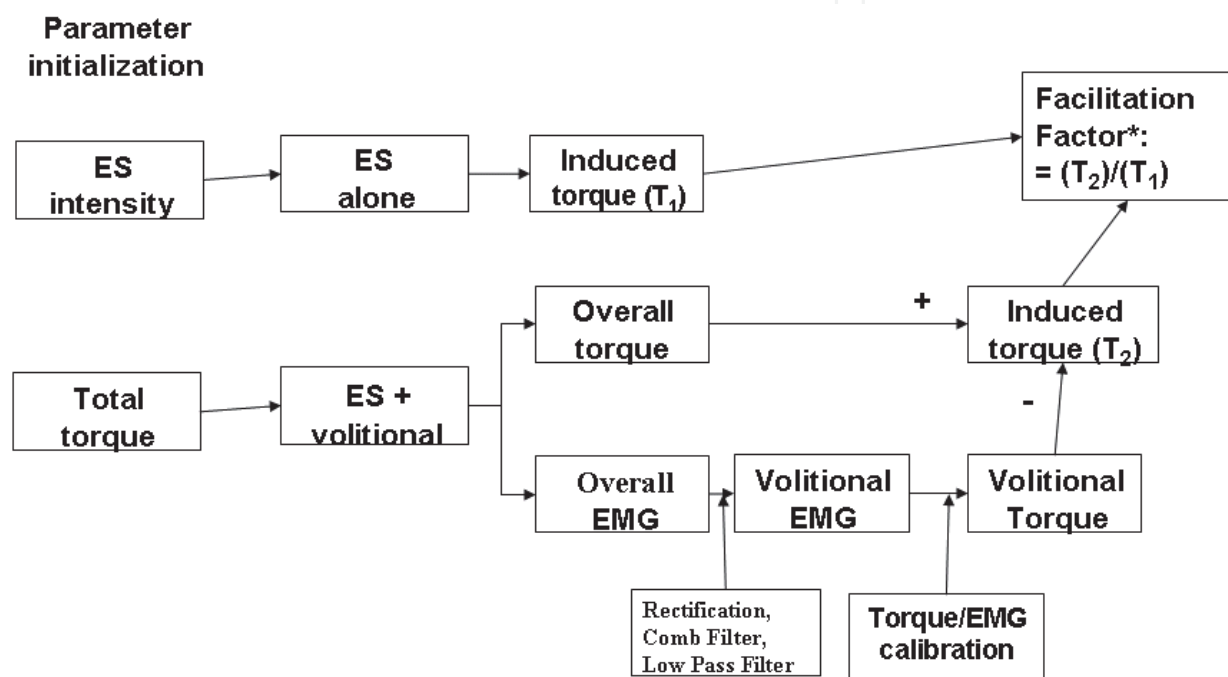 Parameter
initialization
ES
intensity
ES
alone
Induced
torque (T₁)
Facilitation
Factor*:
= (T₂)/(T₁)
Total
torque
ES +
volitional
Overall
torque
+
Induced
torque (T₂)
-
Overall
EMG
Volitional
EMG
Volitional
Torque
Rectification,
Comb Filter,
Low Pass Filter
Torque/EMG
calibration